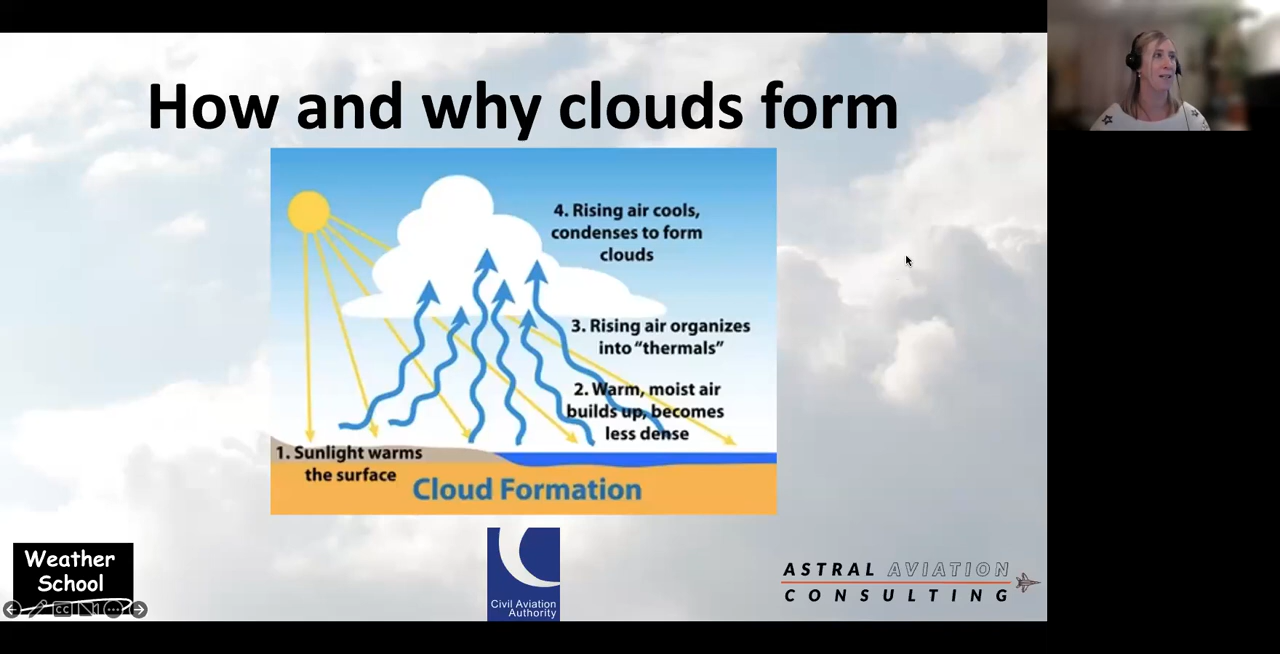 How and why clouds form
4. Rising air cools,
condenses to form
clouds
3. Rising air organizes
into “thermals”
2. Warm, moist air
builds up, becomes
less dense
1. Sunlight warms
the surface
Cloud Formation
Weather
School
CC
Civil Aviation
Authority
ASTRAL AVIATION
CONSULTING